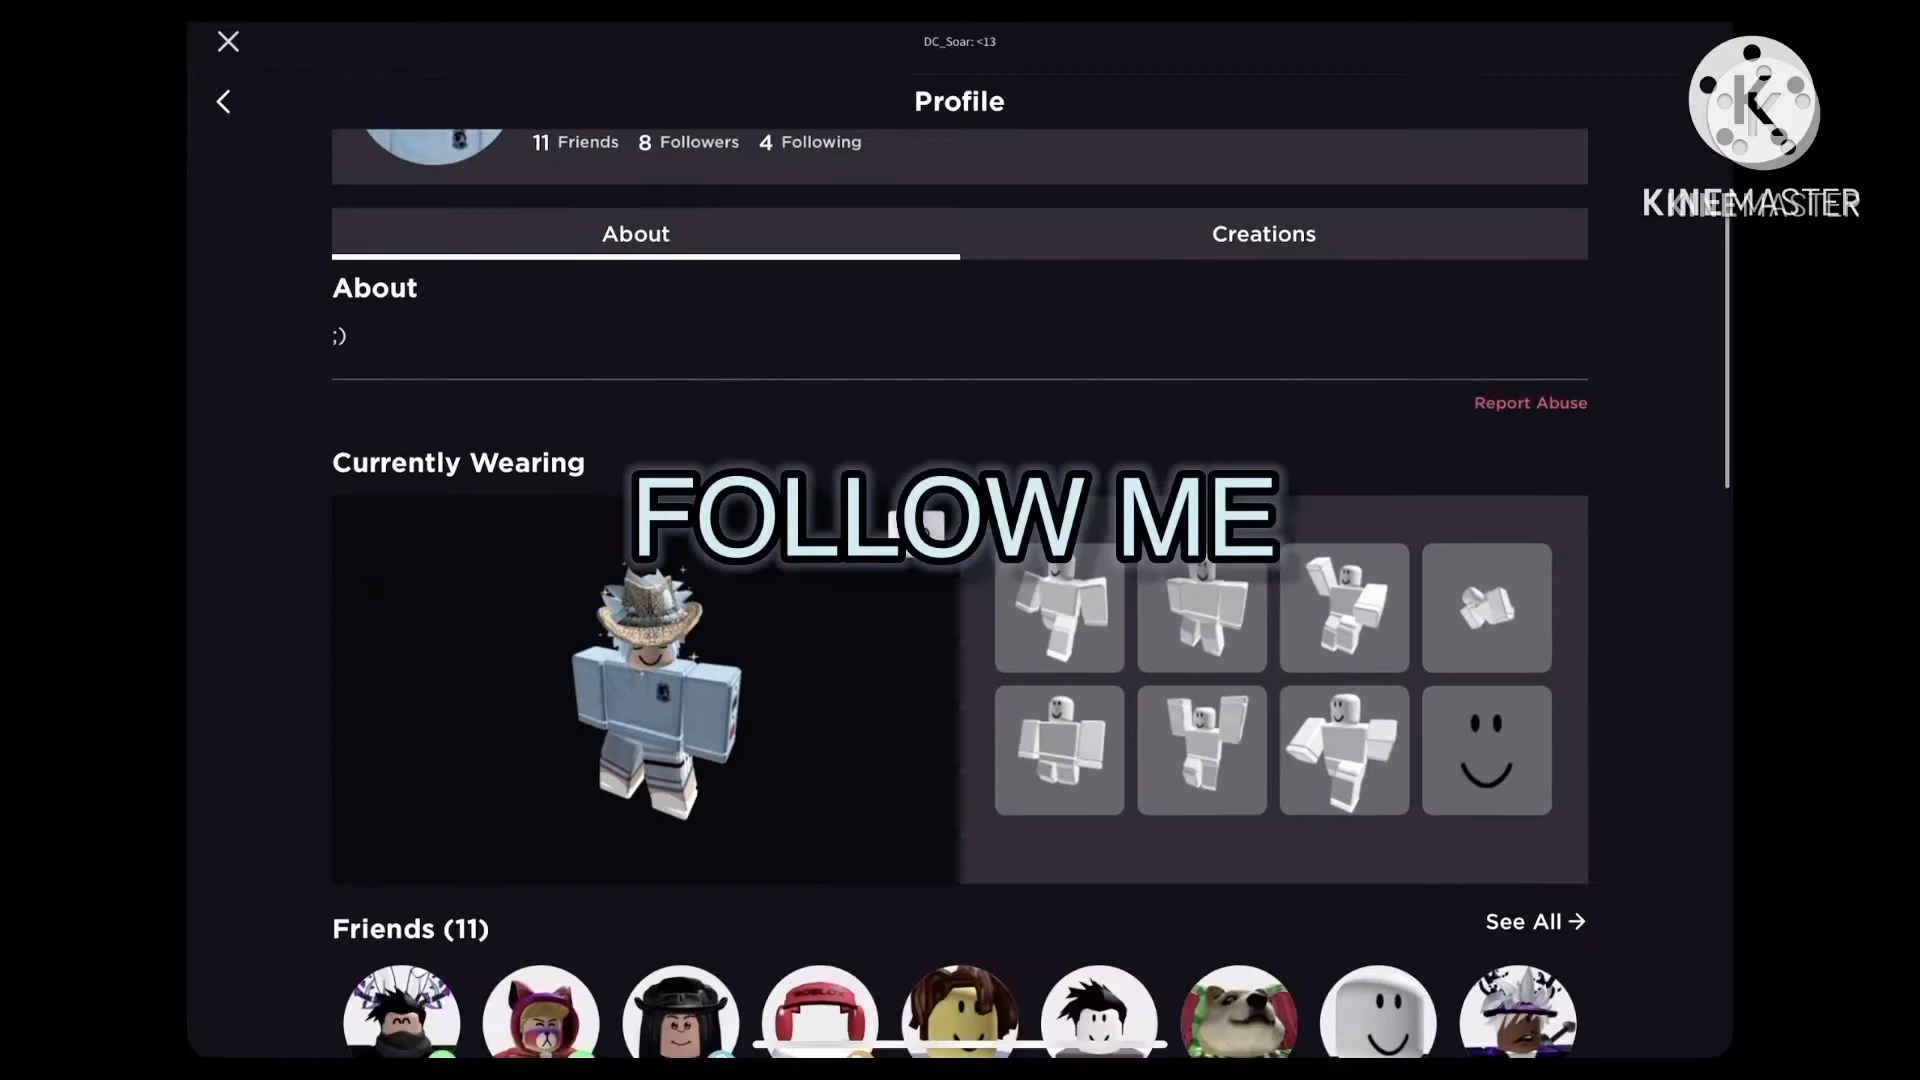 DC_Soar: <13
Profile
KINEMASTER
11 Friends 8 Followers 4 Following
About
Creations
About
;)
Report Abuse
Currently Wearing
FOLLOW ME
Friends (11)
See All
ROBLOX